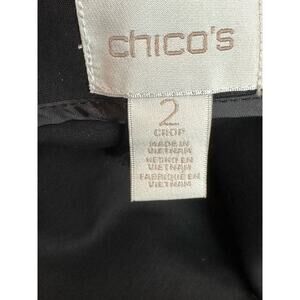 chico's
2
CROP
MADE IN
VIETNAM
HECHO EN
VIETNAM
FABRIQUÉ EN
VIETNAM